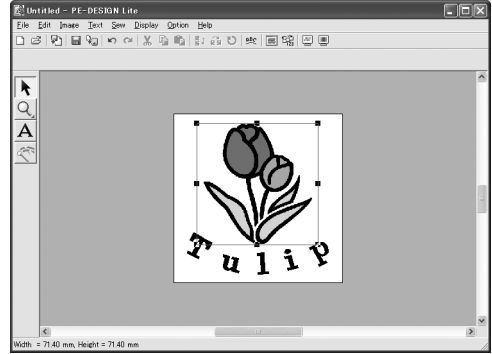 Untitled - PE-DESIGN Lite
File Edit Image Text Sew Display Option Help
ABC
A
Tulip
Width = 71.40 mm, Height = 71.40 mm